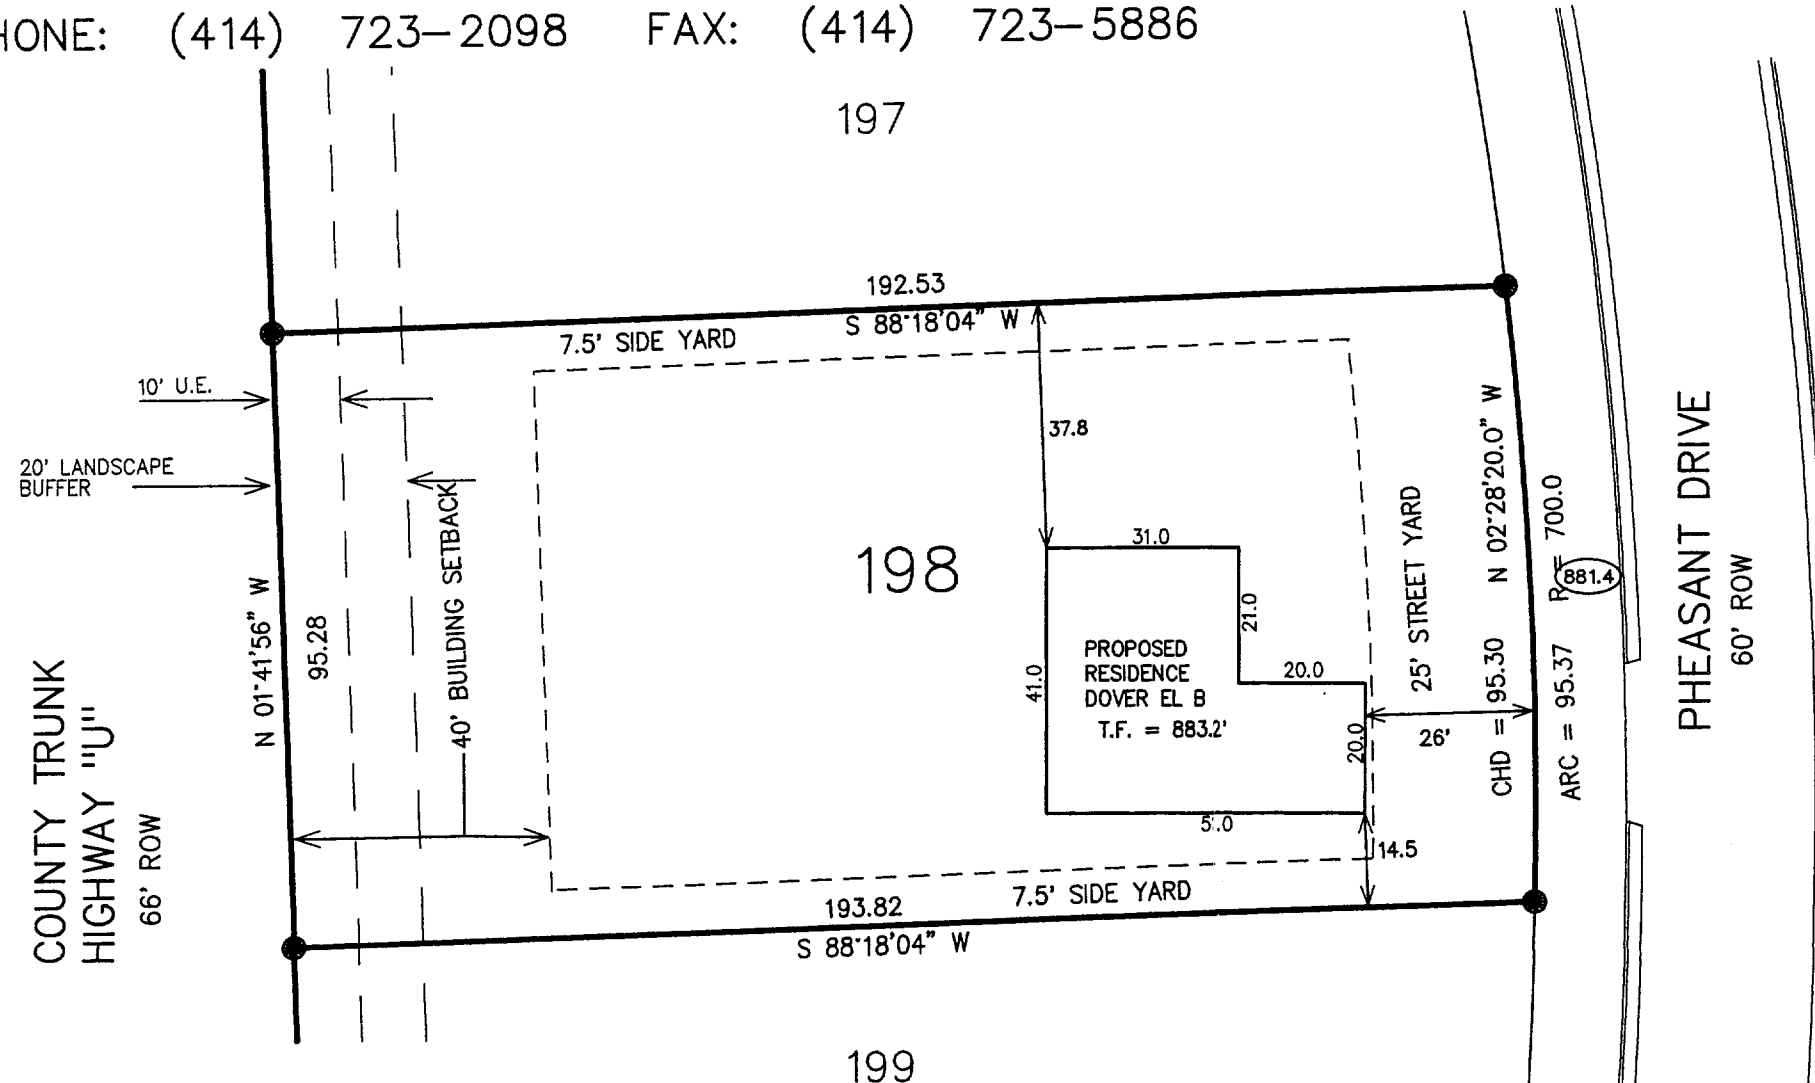 HONE: (414) 723-2098 FAX: (414) 723-5886
197
192.53
S 88°18'04" W
7.5' SIDE YARD
10' U.E.
20' LANDSCAPE
BUFFER
37.8
31.0
198
21.0
20.0
PROPOSED
RESIDENCE
DOVER EL B
T.F. = 883.2'
41.0
20.0
5 .0
14.5
26'
25' STREET YARD
CHD = 95.30 N 02°28'20.0" W
ARC = 95.37 R = 700.0
881.4
PHEASANT DRIVE
60' ROW
N 01°41'56" W
95.28
40' BUILDING SETBACK
COUNTY TRUNK
HIGHWAY "U"
66' ROW
7.5' SIDE YARD
193.82
S 88°18'04" W
199